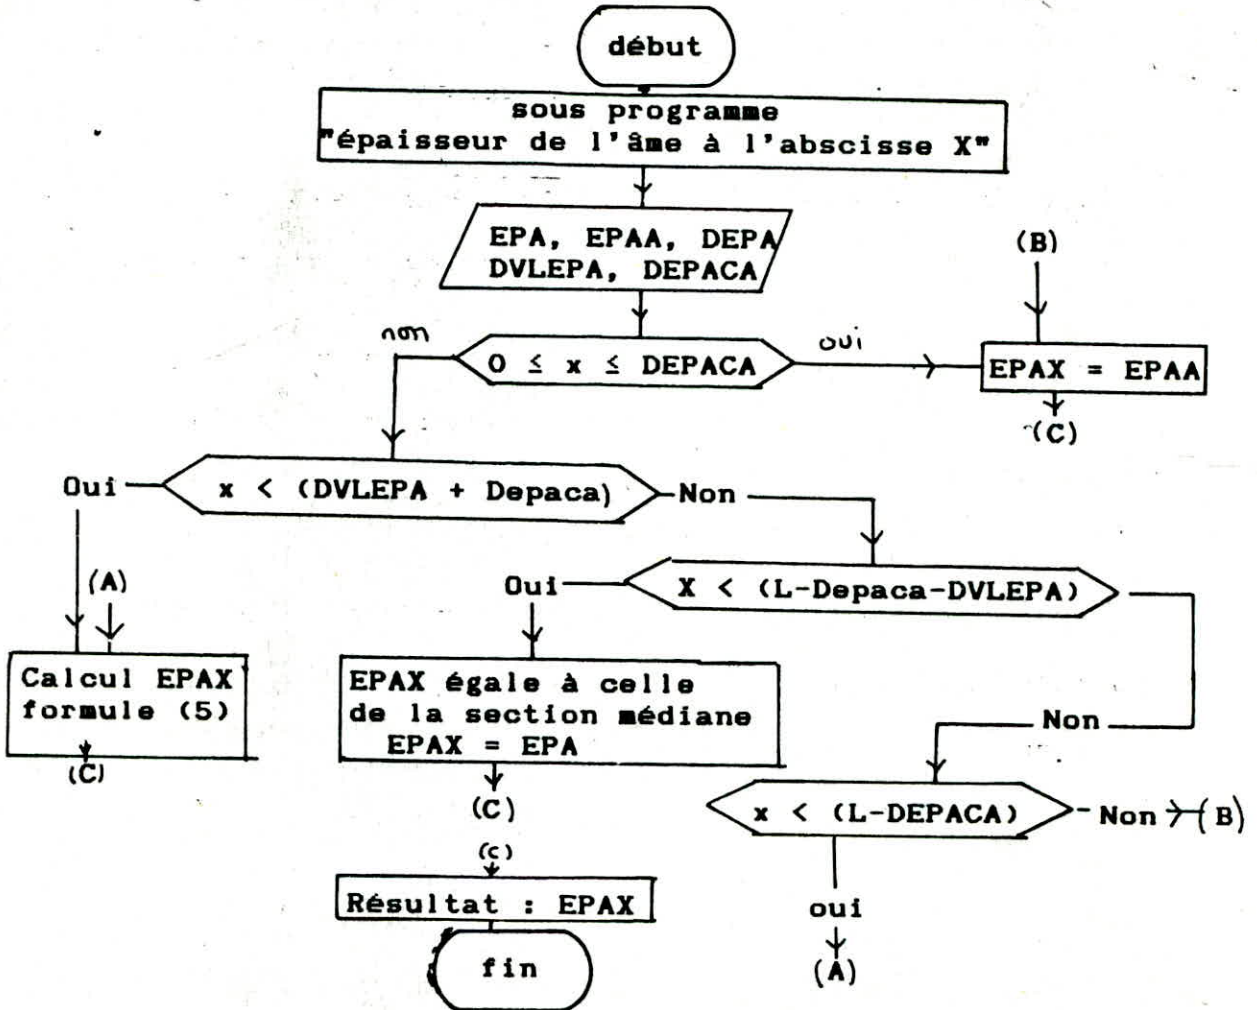 début
sous programme
"épaisseur de l'âme à l'abscisse X"
EPA, EPAA, DEPA
DVLEPA, DEPACA
(B)
non
0 ≤ x ≤ DEPACA
oui
EPAX = EPAA
(C)
Oui
x < (DVLEPA + Depaca)
Non
(A)
Oui
X < (L-Depaca-DVLEPA)
Calcul EPAX
formule (5)
(C)
EPAX égale à celle
de la section médiane
EPAX = EPA
(C)
Non
x < (L-DEPACA)
Non
(B)
(c)
Résultat : EPAX
fin
oui
(A)